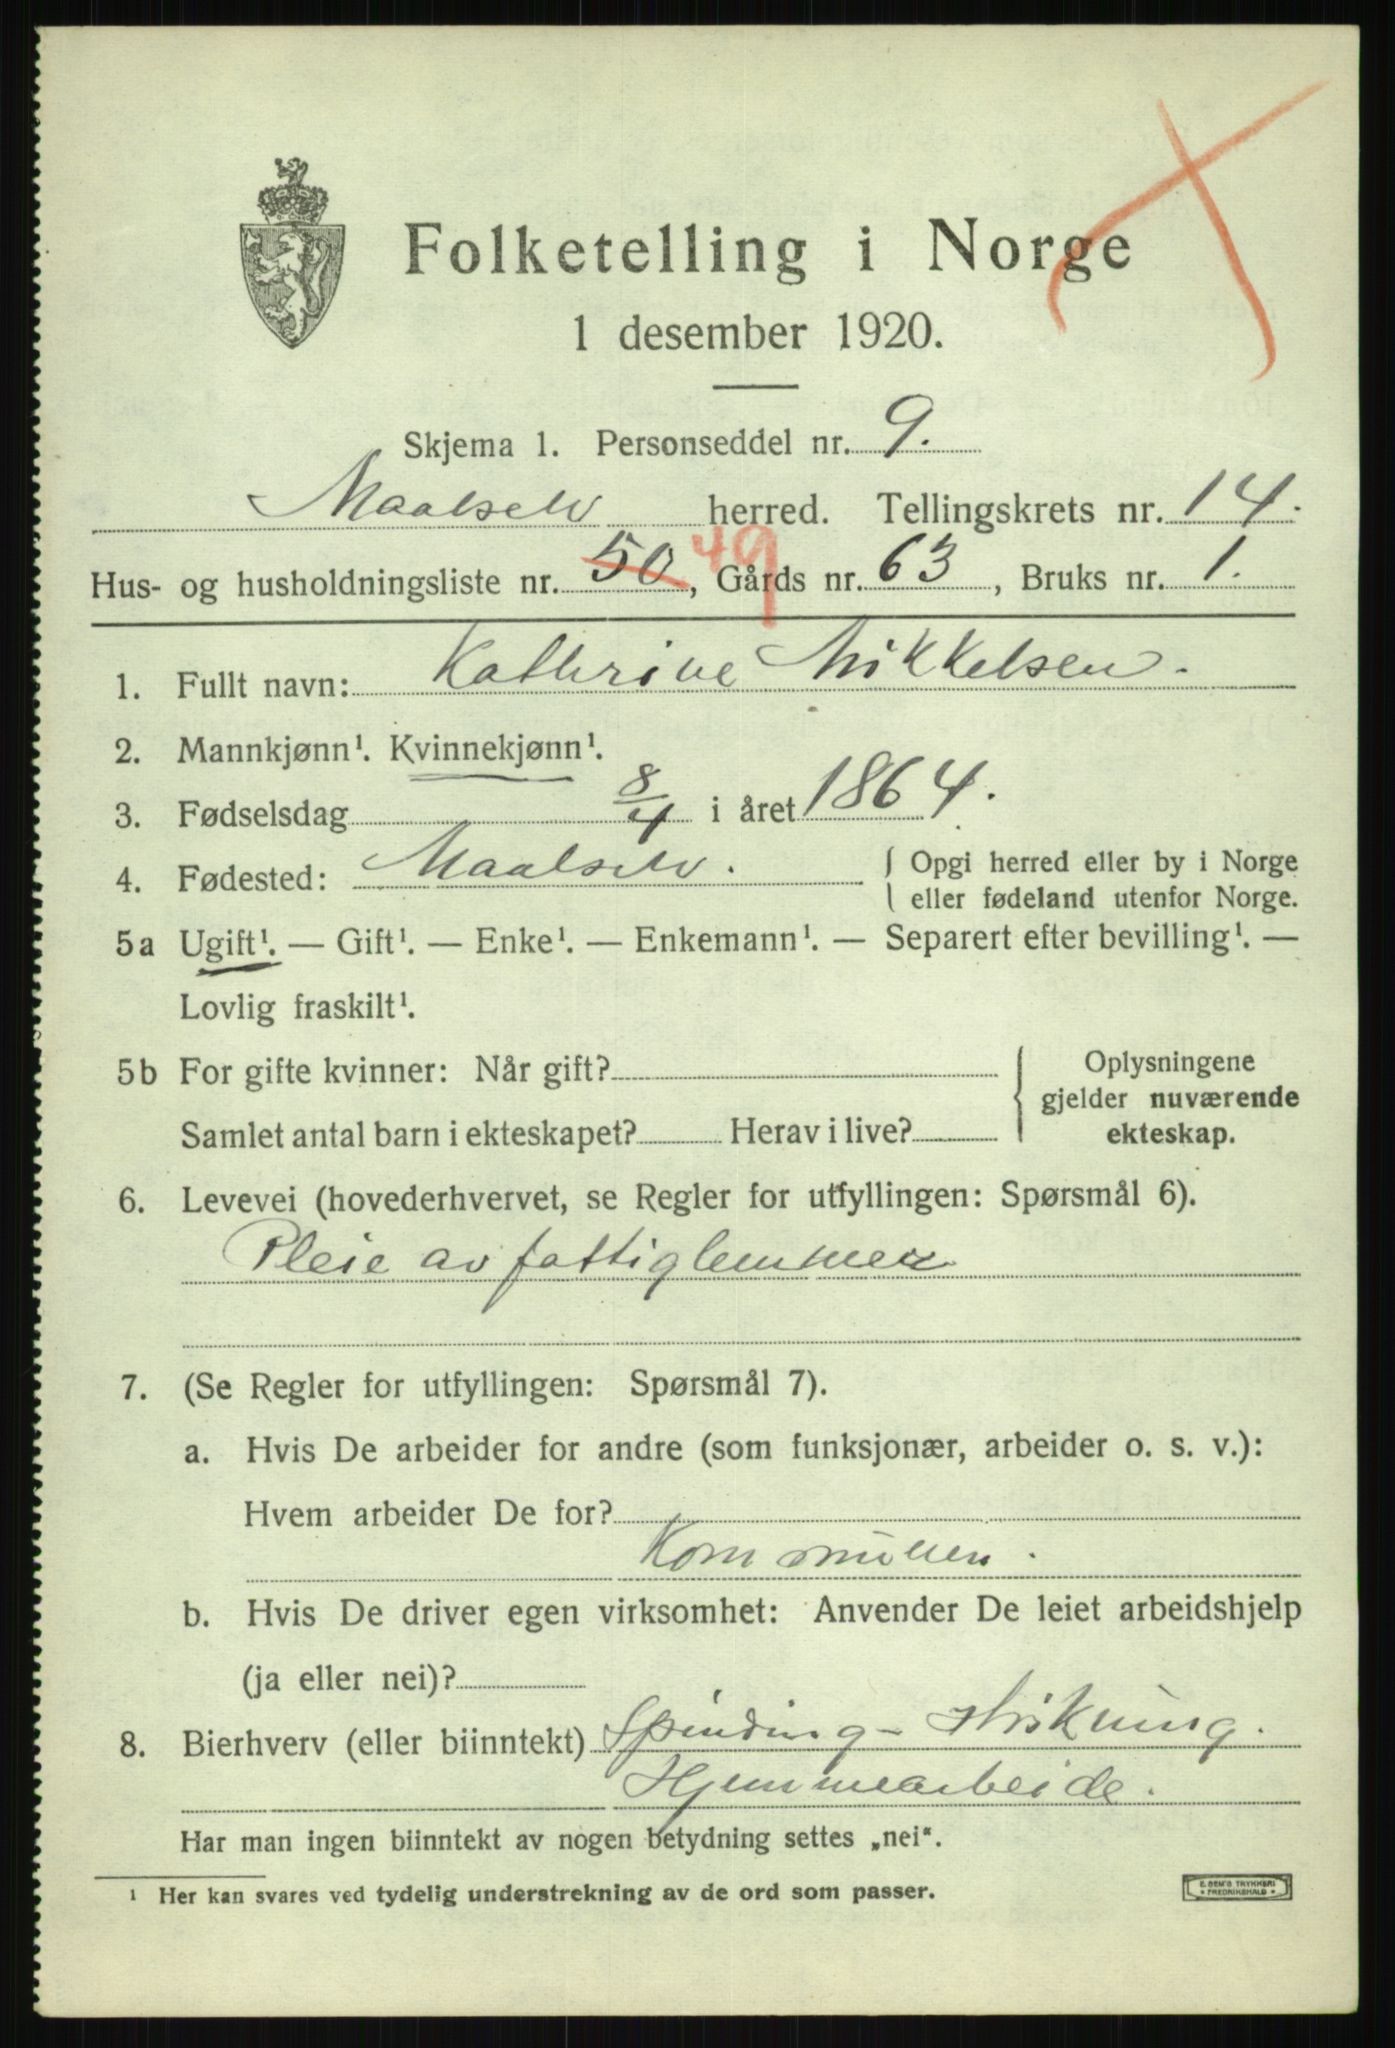 Folketelling i Norge
1 desember 1920.
Skjema 1. Personseddel nr. 9.
Maalselv herred. Tellingskrets nr. 14.
Hus- og husholdningsliste nr. 50 49, Gårds nr. 63, Bruks nr. 1.
1. Fullt navn: Kathrine Mikkelsen.
2. Mannkjønn¹. Kvinnekjønn¹.
3. Fødselsdag 8/4 i året 1864.
4. Fødested: Maalselv. { Opgi herred eller by i Norge
eller fødeland utenfor Norge.
5a Ugift¹. — Gift¹. — Enke¹. — Enkemann¹. — Separert efter bevilling¹. —
Lovlig fraskilt¹.
5b For gifte kvinner: Når gift?
Samlet antal barn i ekteskapet? Herav i live?
{ Oplysningene
gjelder nuværende
ekteskap.
6. Levevei (hovederhvervet, se Regler for utfyllingen: Spørsmål 6).
Pleie av fattiglemmer
7. (Se Regler for utfyllingen: Spørsmål 7).
a. Hvis De arbeider for andre (som funksjonær, arbeider o. s. v.):
Hvem arbeider De for?
Kommunen.
b. Hvis De driver egen virksomhet: Anvender De leiet arbeidshjelp
(ja eller nei)?
8. Bierhverv (eller biinntekt) Spinding - strikning.
Hjemmearbeide.
Har man ingen biinntekt av nogen betydning settes „nei“.
¹ Her kan svares ved tydelig understrekning av de ord som passer.
E. SEM'S TRYKKERI
FREDRIKSHALD